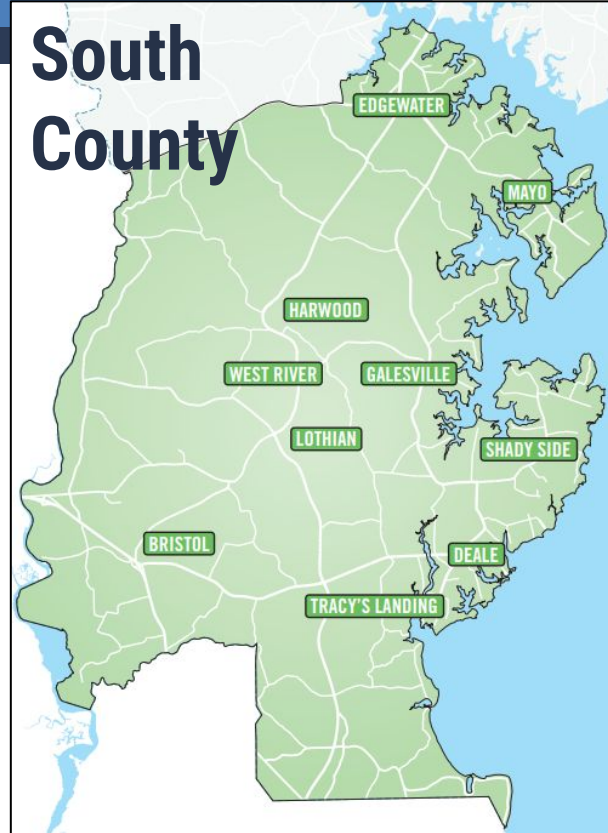 South
County
EDGEWATER
MAYO
HARWOOD
WEST RIVER
GALESVILLE
LOTHIAN
SHADY SIDE
BRISTOL
DEALE
TRACY'S LANDING